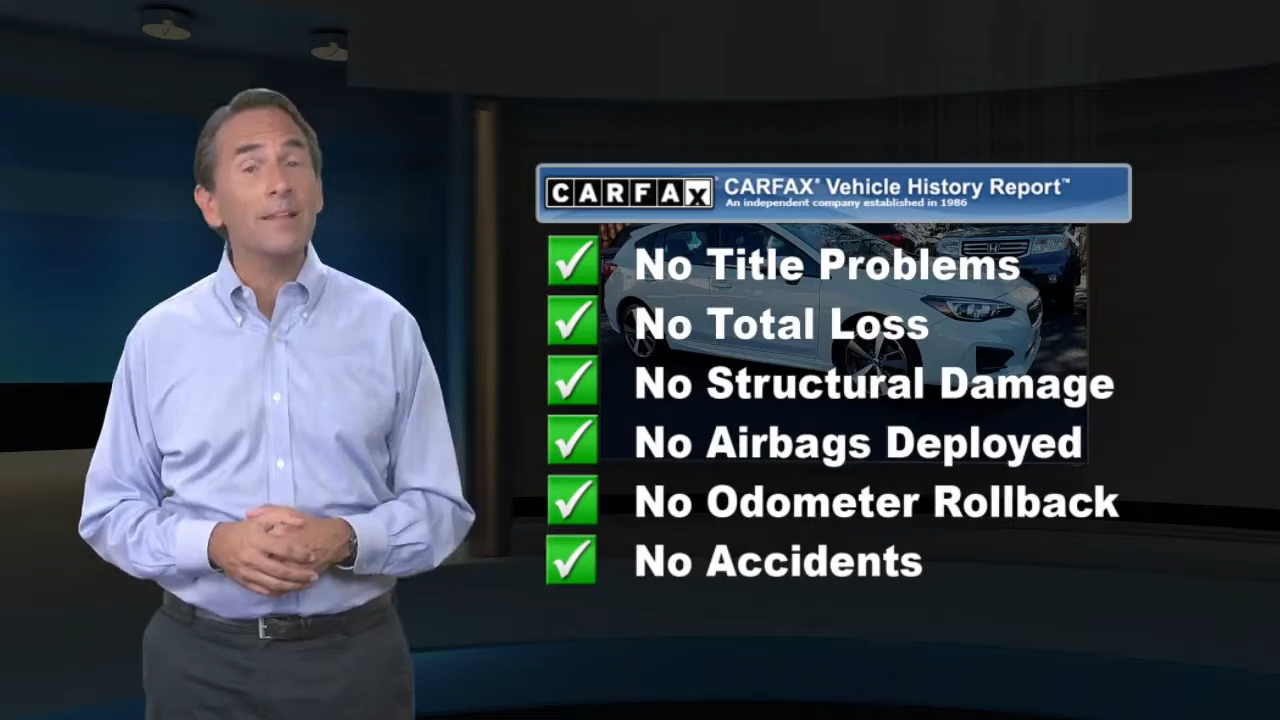 CARFAX
CARFAX® Vehicle History Report™
An independent company established in 1986
No Title Problems
No Total Loss
No Structural Damage
No Airbags Deployed
No Odometer Rollback
No Accidents